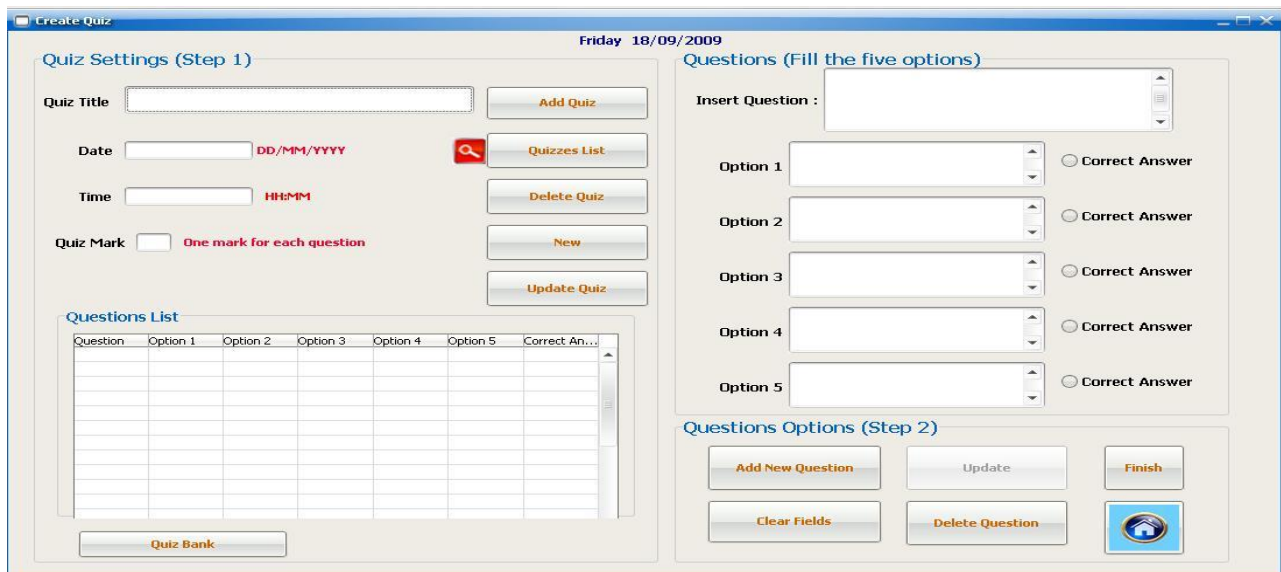 Create Quiz
Friday 18/09/2009
Quiz Settings (Step 1)
Quiz Title
Add Quiz
Date
DD/MM/YYYY
Quizzes List
Time
HH:MM
Delete Quiz
Quiz Mark
One mark for each question
New
Update Quiz
Questions List
Question Option 1 Option 2 Option 3 Option 4 Option 5 Correct An...
Quiz Bank
Questions (Fill the five options)
Insert Question :
Option 1
Correct Answer
Option 2
Correct Answer
Option 3
Correct Answer
Option 4
Correct Answer
Option 5
Correct Answer
Questions Options (Step 2)
Add New Question
Update
Finish
Clear Fields
Delete Question